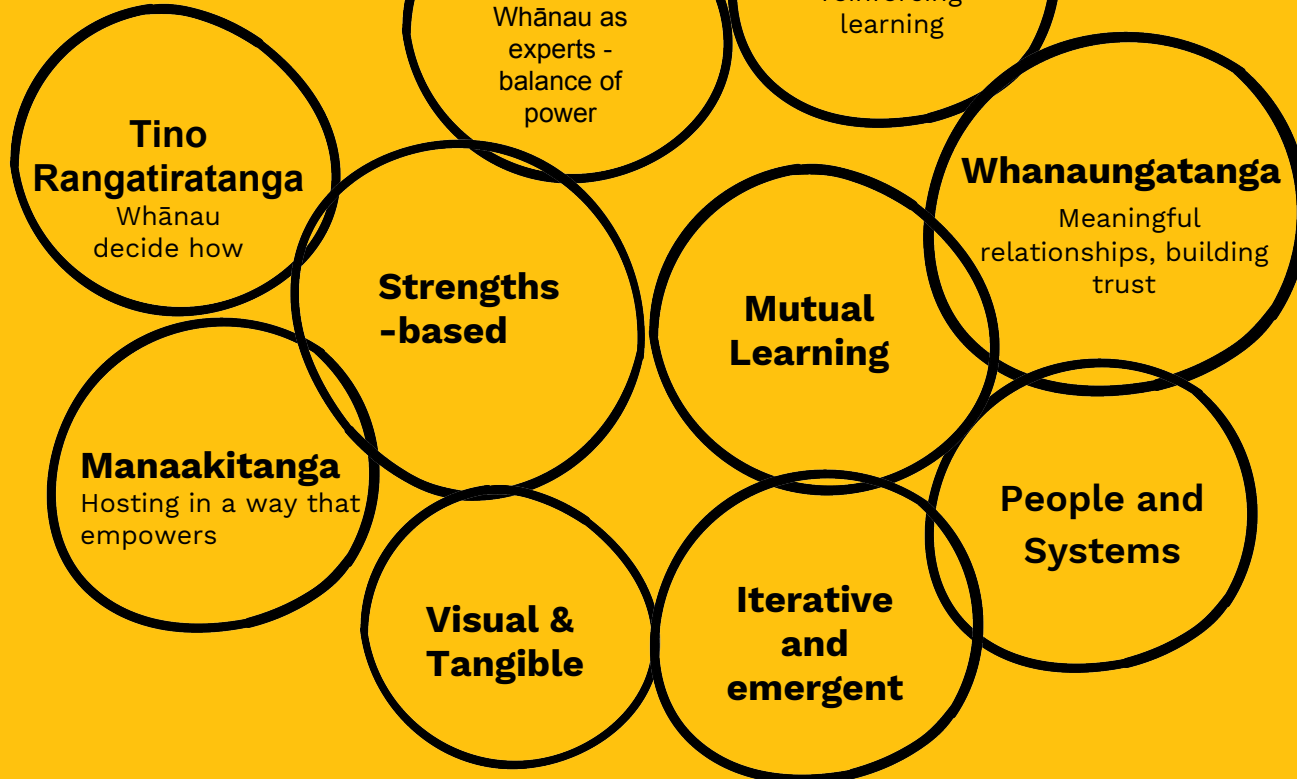 Whānau as
experts -
balance of
power
learning
Tino
Rangatiratanga
Whānau
decide how
Whanaungatanga
Meaningful
relationships, building
trust
Strengths
-based
Mutual
Learning
Manaakitanga
Hosting in a way that
empowers
People and
Systems
Visual &
Tangible
Iterative
and
emergent